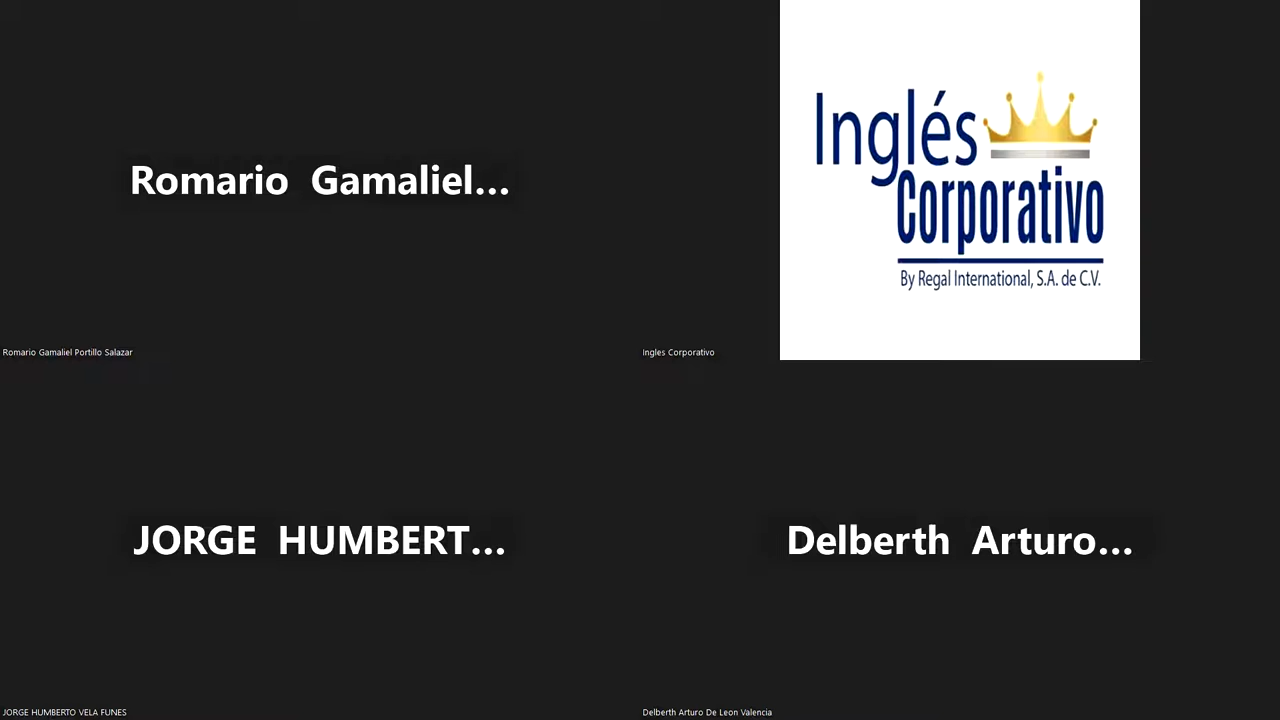 Romario Gamaliel...
Romario Gamaliel Portillo Salazar
Inglés
Corporativo
By Regal International, S.A. de C.V.
Ingles Corporativo
JORGE HUMBERT...
JORGE HUMBERTO VELA FUNES
Delberth Arturo...
Delberth Arturo De Leon Valencia